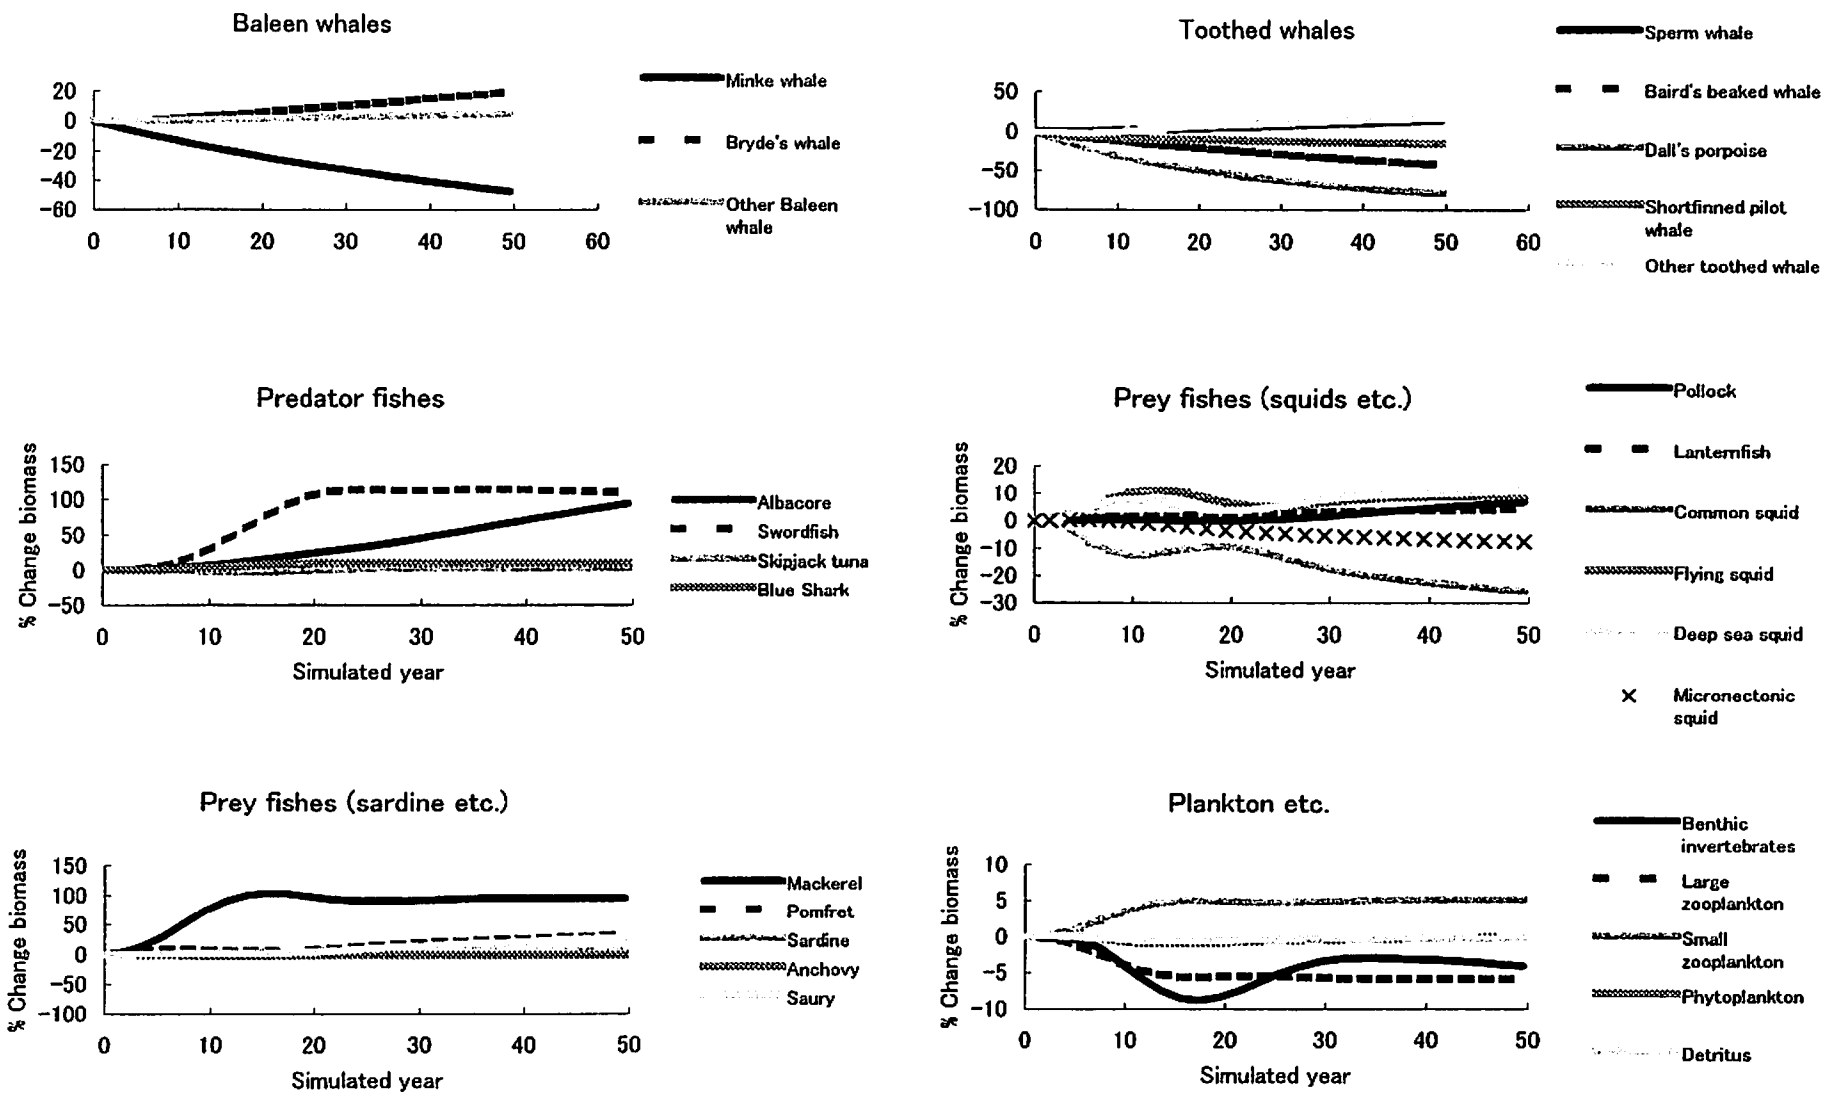 Baleen whales
20
0
−20
−40
−60
0 10 20 30 40 50 60
Minke whale
Bryde's whale
Other Baleen
whale
Toothed whales
50
0
−50
−100
0 10 20 30 40 50 60
Sperm whale
Baird's beaked whale
Dall's porpoise
Shortfinned pilot
whale
Other toothed whale
Predator fishes
% Change biomass
150
100
50
0
−50
0 10 20 30 40 50
Simulated year
Albacore
Swordfish
Skipjack tuna
Blue Shark
Prey fishes (squids etc.)
% Change biomass
20
10
0
−10
−20
−30
0 10 20 30 40 50
Simulated year
Pollock
Lanternfish
Common squid
Flying squid
Deep sea squid
Micronectonic
squid
Prey fishes (sardine etc.)
% Change biomass
150
100
50
0
−50
−100
0 10 20 30 40 50
Simulated year
Mackerel
Pomfret
Sardine
Anchovy
Saury
Plankton etc.
% Change biomass
10
5
0
−5
−10
0 10 20 30 40 50
Simulated year
Benthic
invertebrates
Large
zooplankton
Small
zooplankton
Phytoplankton
Detritus